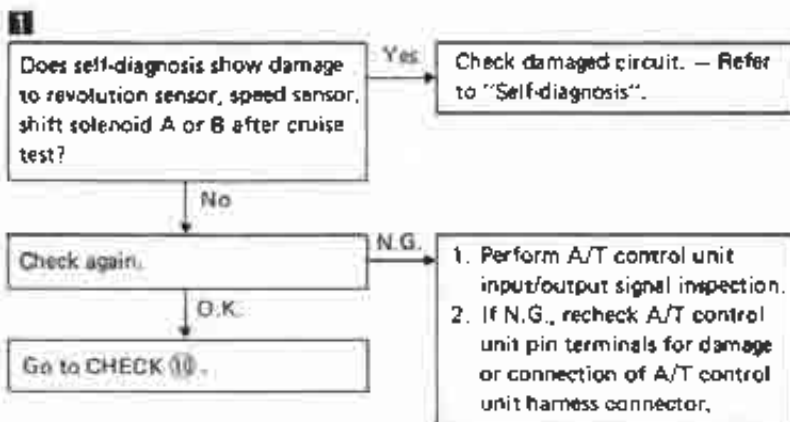 1
Does self-diagnosis show damage
to revolution sensor, speed sensor,
shift solenoid A or B after cruise
test?
Yes
Check damaged circuit. — Refer
to "Self-diagnosis".
No
Check again.
N.G.
1. Perform A/T control unit
input/output signal inspection.
2. If N.G., recheck A/T control
unit pin terminals for damage
or connection of A/T control
unit harness connector.
O.K.
Go to CHECK ⑩.